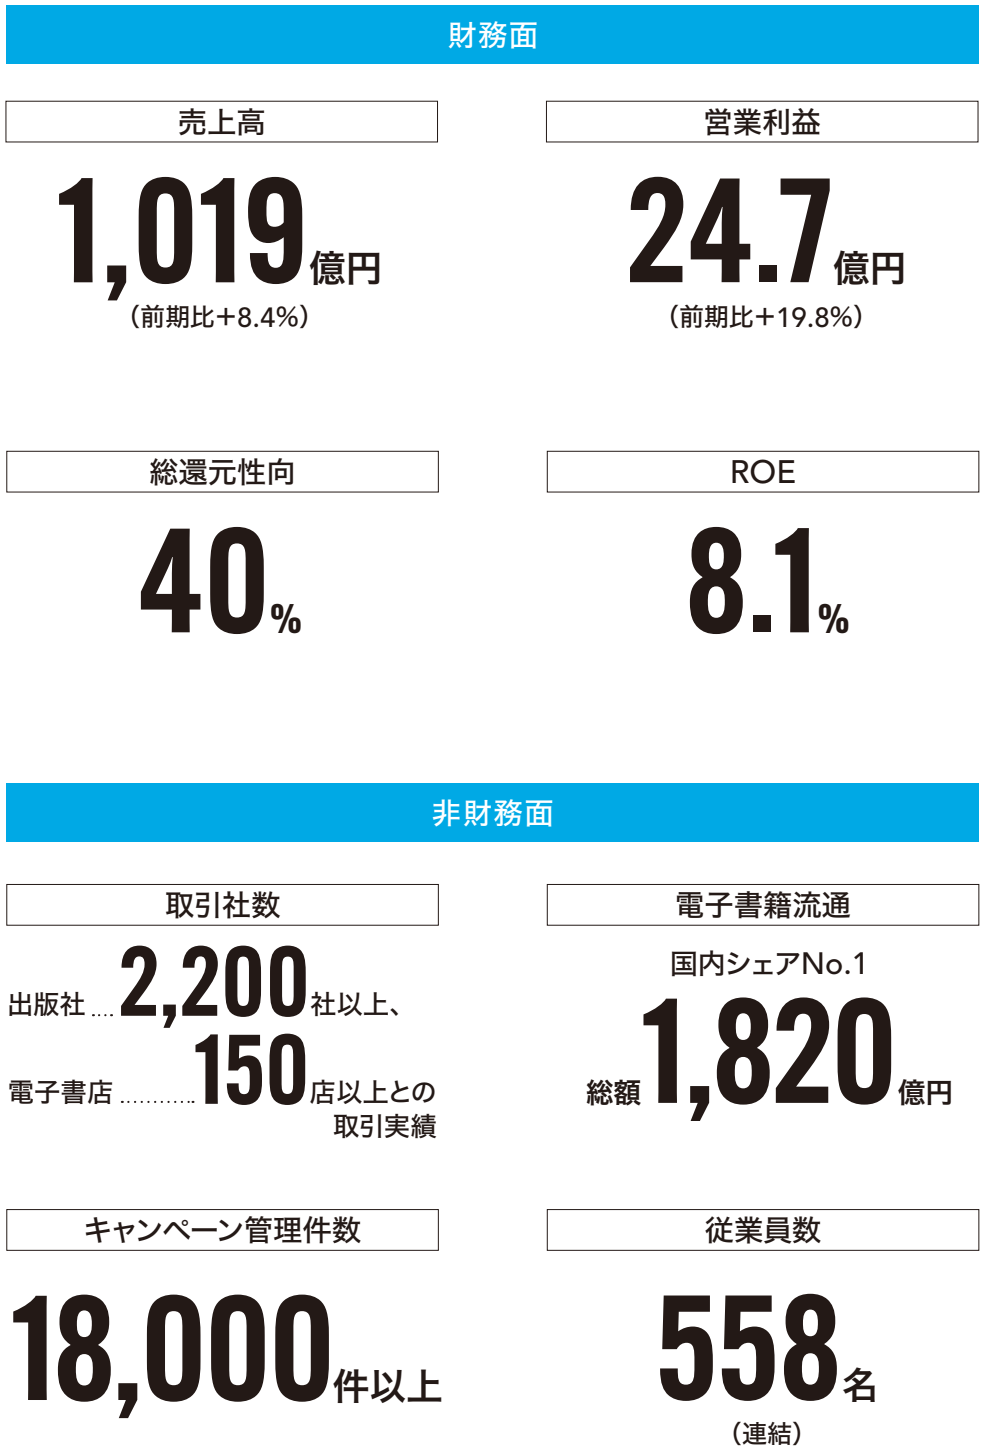 財務面
売上高
1,019億円
（前期比＋8.4%）
営業利益
24.7億円
（前期比＋19.8%）
総還元性向
40%
ROE
8.1%
非財務面
取引社数
出版社 .... 2,200社以上、
電子書店 ............ 150店以上との
取引実績
電子書籍流通
国内シェアNo.1
総額1,820億円
キャンペーン管理件数
18,000件以上
従業員数
558名
（連結）